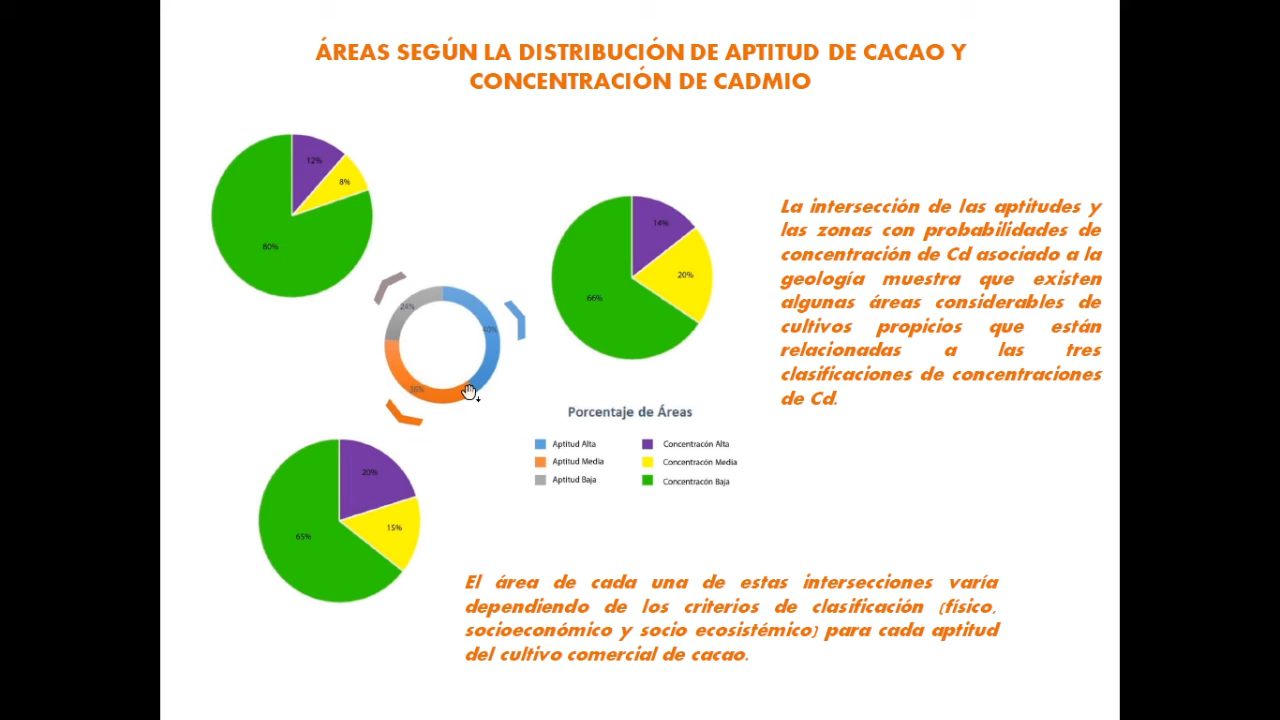 ÁREAS SEGÚN LA DISTRIBUCIÓN DE APTITUD DE CACAO Y
CONCENTRACIÓN DE CADMIO
12%
8%
80%
14%
20%
66%
24%
40%
36%
20%
15%
65%
La intersección de las aptitudes y
las zonas con probabilidades de
concentración de Cd asociado a la
geología muestra que existen
algunas áreas considerables de
cultivos propicios que están
relacionadas a las tres
clasificaciones de concentraciones
de Cd.
Porcentaje de Áreas
Aptitud Alta
Aptitud Media
Aptitud Baja
Concentracón Alta
Concentracón Media
Concentracón Baja
El área de cada una de estas intersecciones varía
dependiendo de los criterios de clasificación (físico,
socioeconómico y socio ecosistémico) para cada aptitud
del cultivo comercial de cacao.